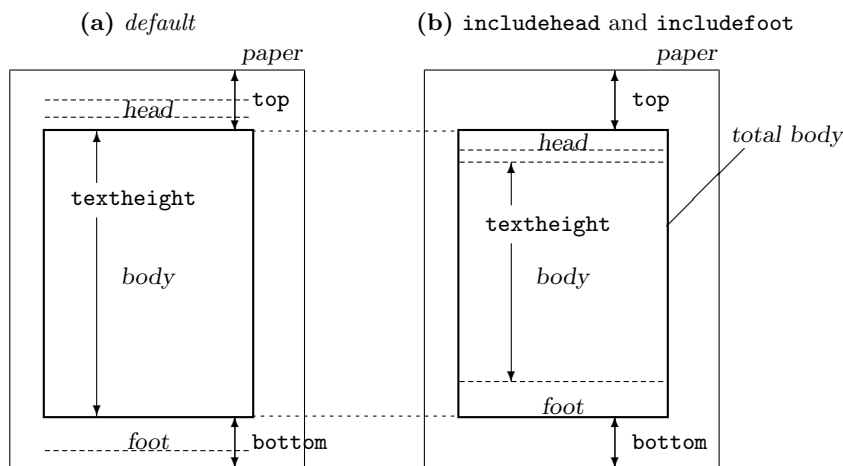 (a) default
(b) includehead and includefoot
paper
paper
top
top
head
head
total body
textheight
textheight
body
body
foot
foot
bottom
bottom